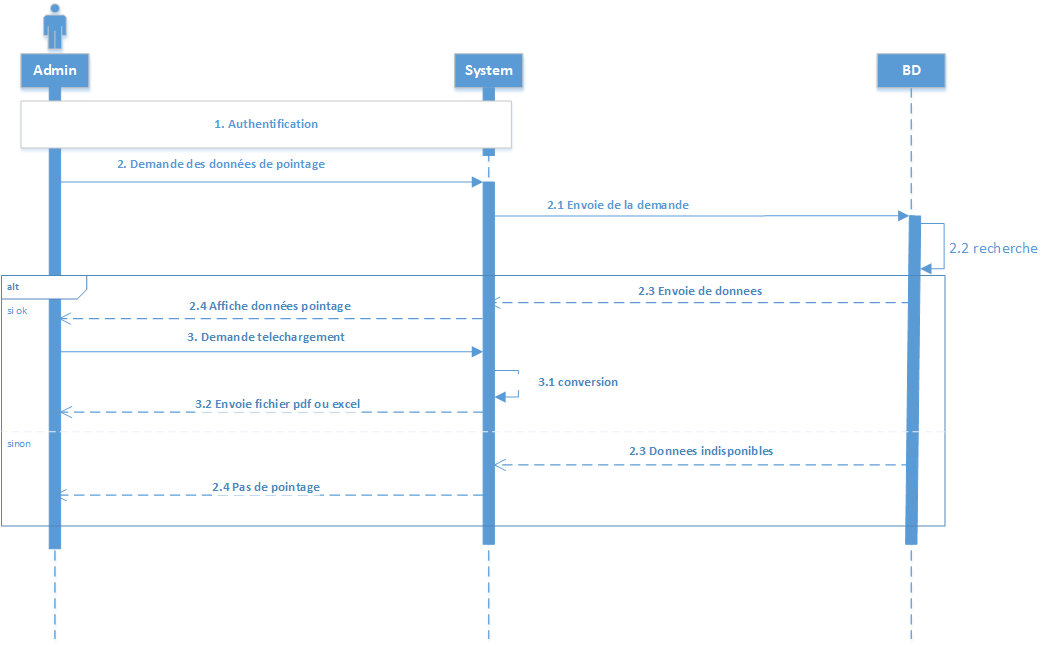 Admin
System
BD
1. Authentification
2. Demande des données de pointage
2.1 Envoie de la demande
2.2 recherche
alt
2.3 Envoie de donnees
2.4 Affiche données pointage
si ok
3. Demande telechargement
3.1 conversion
3.2 Envoie fichier pdf ou excel
sinon
2.3 Donnees indisponibles
2.4 Pas de pointage